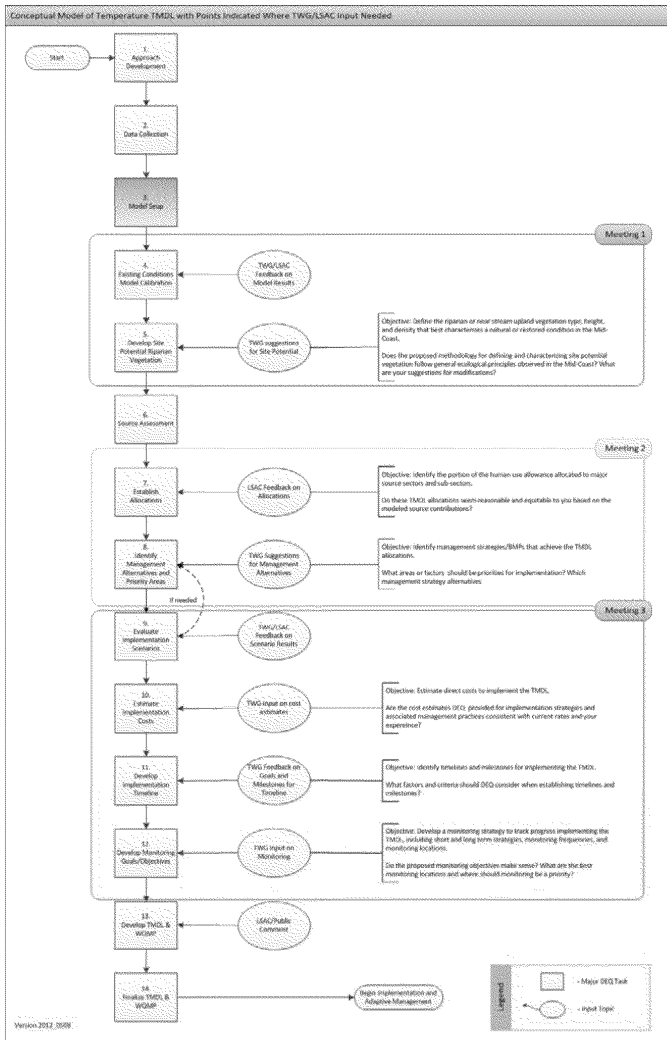 Conceptual Model of Temperature TMDL with Points Indicated Where TWG/LSAC Input Needed
Start
1.
Approach
Development
2.
Data Collection
3.
Model Setup
Meeting 1
4.
Existing Conditions
Model Calibration
TWG/LSAC
Feedback on
Model Results
5.
Develop Site
Potential Riparian
Vegetation
TWG suggestions
for Site Potential
Objective: Define the riparian or near stream upland vegetation type, height,
and density that best characterizes a natural or restored condition in the Mid-
Coast.
Does the proposed methodology for defining and characterizing site potential
vegetation follow general ecological principles observed in the Mid-Coast? What
are your suggestions for modifications?
6.
Source Assessment
Meeting 2
7.
Establish
Allocations
LSAC Feedback on
Allocations
Objective: Identify the portion of the human use allowance allocated to major
source sectors and sub-sectors.
Do these TMDL allocations seem reasonable and equitable to you based on the
modeled source contributions?
8.
Identify
Management
Alternatives and
Priority Areas
TWG Suggestions
for Management
Alternatives
Objective: Identify management strategies/BMPs that achieve the TMDL
allocations.
What areas or factors should be priorities for implementation? Which
management strategy alternatives
If needed
Meeting 3
9.
Evaluate
Implementation
Scenarios
TWG/LSAC
Feedback on
Scenario Results
10.
Estimate
Implementation
Costs
TWG input on cost
estimates
Objective: Estimate direct costs to implement the TMDL.
Are the cost estimates DEQ provided for implementation strategies and
associated management practices consistent with current rates and your
experience?
11.
Develop
Implementation
Timeline
TWG Feedback on
Goals and
Milestones for
Timeline
Objective: Identify timelines and milestones for implementing the TMDL.
What factors and criteria should DEQ consider when establishing timelines and
milestones?
12.
Develop Monitoring
Goals/Objectives
TWG Input on
Monitoring
Objective: Develop a monitoring strategy to track progress implementing the
TMDL, including short and long term strategies, monitoring frequencies, and
monitoring locations.
Do the proposed monitoring objectives make sense? What are the best
monitoring locations and where should monitoring be a priority?
13.
Develop TMDL &
WQMP
LSAC/Public
Comment
14.
Finalize TMDL &
WQMP
Begin Implementation and
Adaptive Management
Legend
- Major DEQ Task
- Input Topic
Version 2012_0608